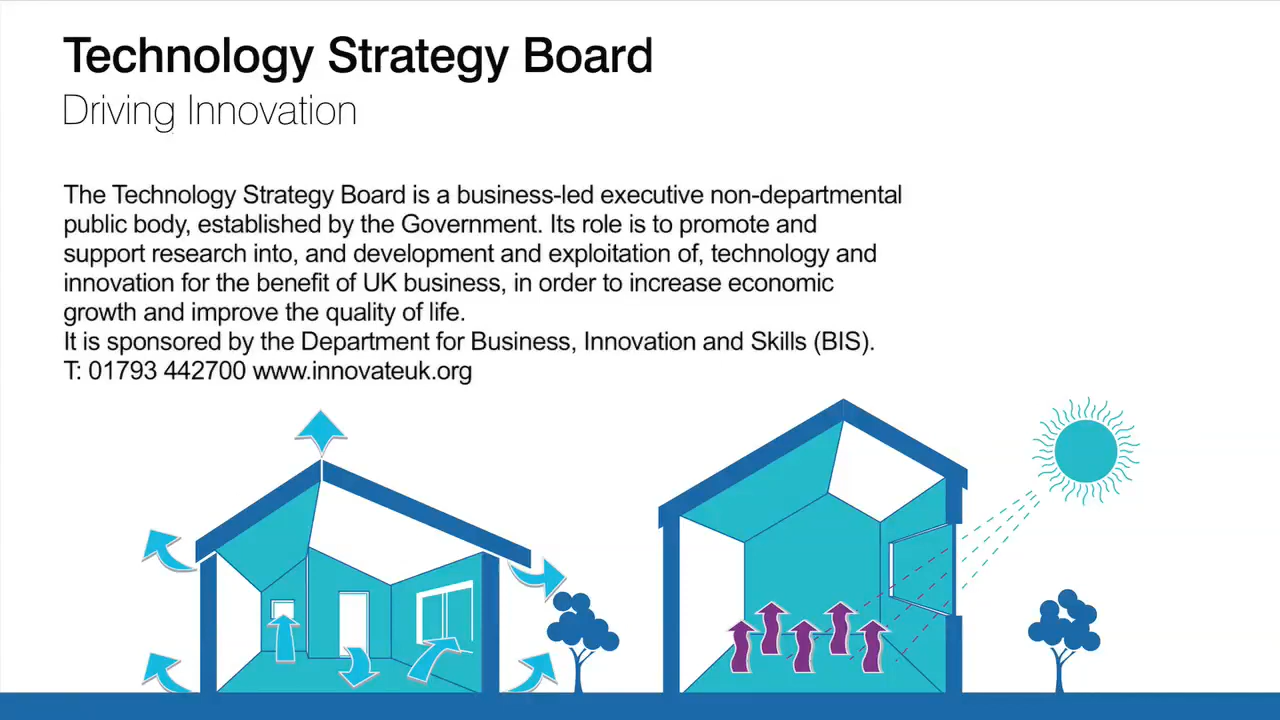 Technology Strategy Board
Driving Innovation
The Technology Strategy Board is a business-led executive non-departmental
public body, established by the Government. Its role is to promote and
support research into, and development and exploitation of, technology and
innovation for the benefit of UK business, in order to increase economic
growth and improve the quality of life.
It is sponsored by the Department for Business, Innovation and Skills (BIS).
T: 01793 442700 www.innovateuk.org